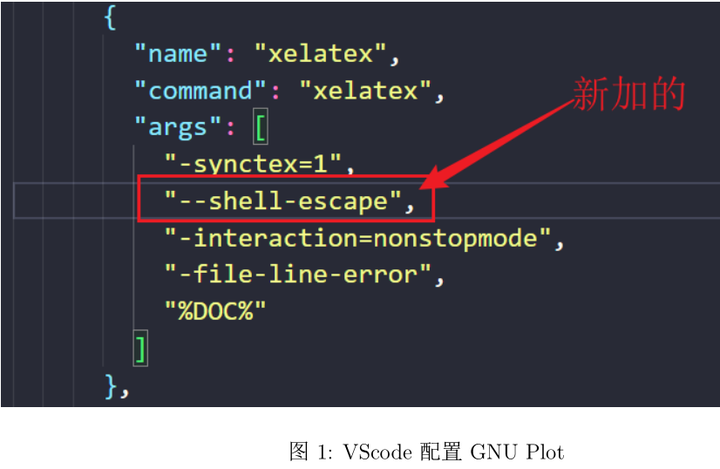 {
"name": "xelatex",
"command": "xelatex",
"args": [
新加的
"-synctex=1",
"--shell-escape",
"-interaction=nonstopmode",
"-file-line-error",
"%DOC%"
]
},
图 1: VScode 配置 GNU Plot